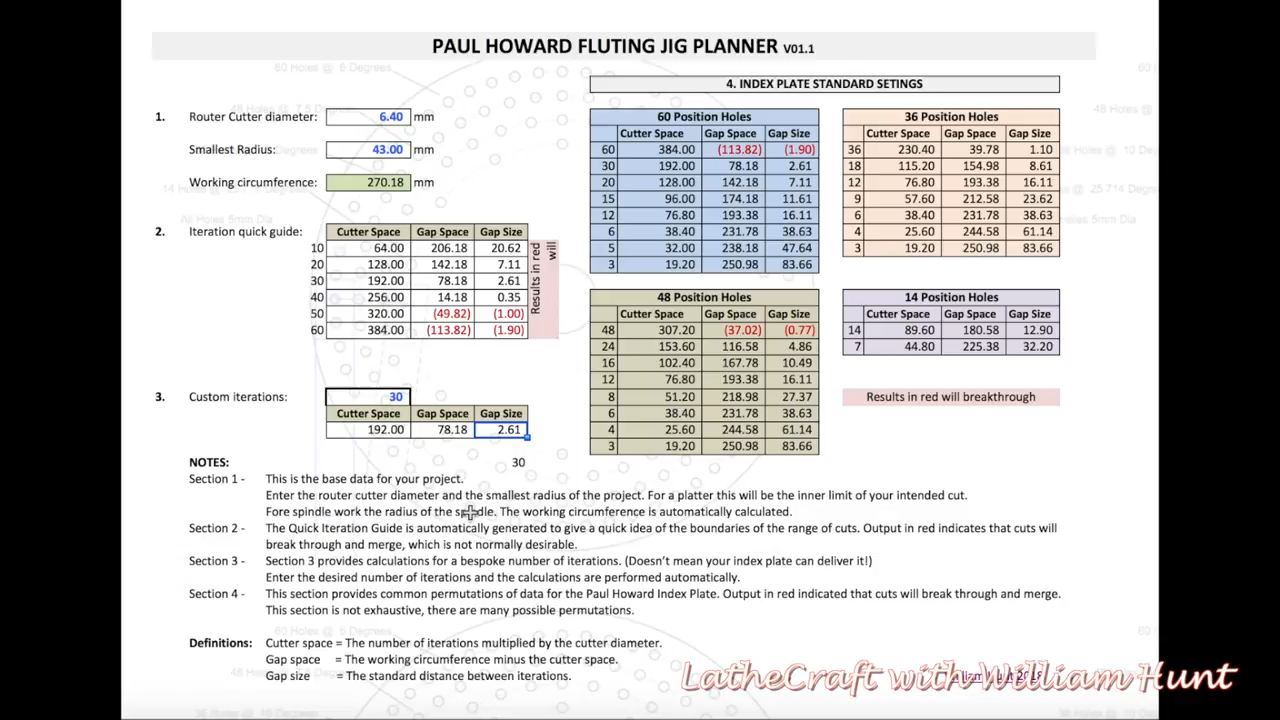 PAUL HOWARD FLUTING JIG PLANNER V01.1
60 Holes @ 6 Degrees
4. INDEX PLATE STANDARD SETINGS
1. Router Cutter diameter: 6.40 mm
Smallest Radius: 43.00 mm
Working circumference: 270.18 mm
14 Holes @
All Holes 5mm Dia
2. Iteration quick guide:
Cutter Space Gap Space Gap Size
10 64.00 206.18 20.62
20 128.00 142.18 7.11
30 192.00 78.18 2.61
40 256.00 14.18 0.35
50 320.00 (49.82) (1.00)
60 384.00 (113.82) (1.90)
Results in red
will
3. Custom iterations: 30
Cutter Space Gap Space Gap Size
192.00 78.18 2.61
30
60 Position Holes
Cutter Space Gap Space Gap Size
60 384.00 (113.82) (1.90)
30 192.00 78.18 2.61
20 128.00 142.18 7.11
15 96.00 174.18 11.61
12 76.80 193.38 16.11
6 38.40 231.78 38.63
5 32.00 238.18 47.64
3 19.20 250.98 83.66
36 Position Holes
Cutter Space Gap Space Gap Size
36 230.40 39.78 1.10
18 115.20 154.98 8.61
12 76.80 193.38 16.11
9 57.60 212.58 23.62
6 38.40 231.78 38.63
4 25.60 244.58 61.14
3 19.20 250.98 83.66
48 Position Holes
Cutter Space Gap Space Gap Size
48 307.20 (37.02) (0.77)
24 153.60 116.58 4.86
16 102.40 167.78 10.49
12 76.80 193.38 16.11
8 51.20 218.98 27.37
6 38.40 231.78 38.63
4 25.60 244.58 61.14
3 19.20 250.98 83.66
14 Position Holes
Cutter Space Gap Space Gap Size
14 89.60 180.58 12.90
7 44.80 225.38 32.20
Results in red will breakthrough
NOTES:
Section 1 - This is the base data for your project.
Enter the router cutter diameter and the smallest radius of the project. For a platter this will be the inner limit of your intended cut.
Fore spindle work the radius of the spindle. The working circumference is automatically calculated.
Section 2 - The Quick Iteration Guide is automatically generated to give a quick idea of the boundaries of the range of cuts. Output in red indicates that cuts will
break through and merge, which is not normally desirable.
Section 3 - Section 3 provides calculations for a bespoke number of iterations. (Doesn't mean your index plate can deliver it!)
Enter the desired number of iterations and the calculations are performed automatically.
Section 4 - This section provides common permutations of data for the Paul Howard Index Plate. Output in red indicated that cuts will break through and merge.
This section is not exhaustive, there are many possible permutations.
Definitions: Cutter space = The number of iterations multiplied by the cutter diameter.
Gap space = The working circumference minus the cutter space.
Gap size = The standard distance between iterations.
LatheCraft with William Hunt